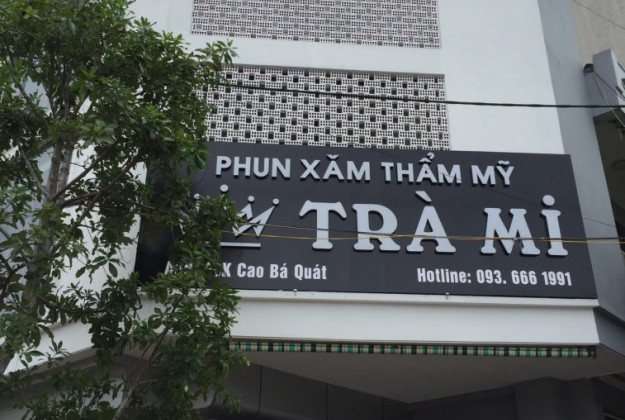 PHUN XĂM THẨM MỸ
TRÀ Mi
Cao Bá Quát
Hotline: 093. 666 1991